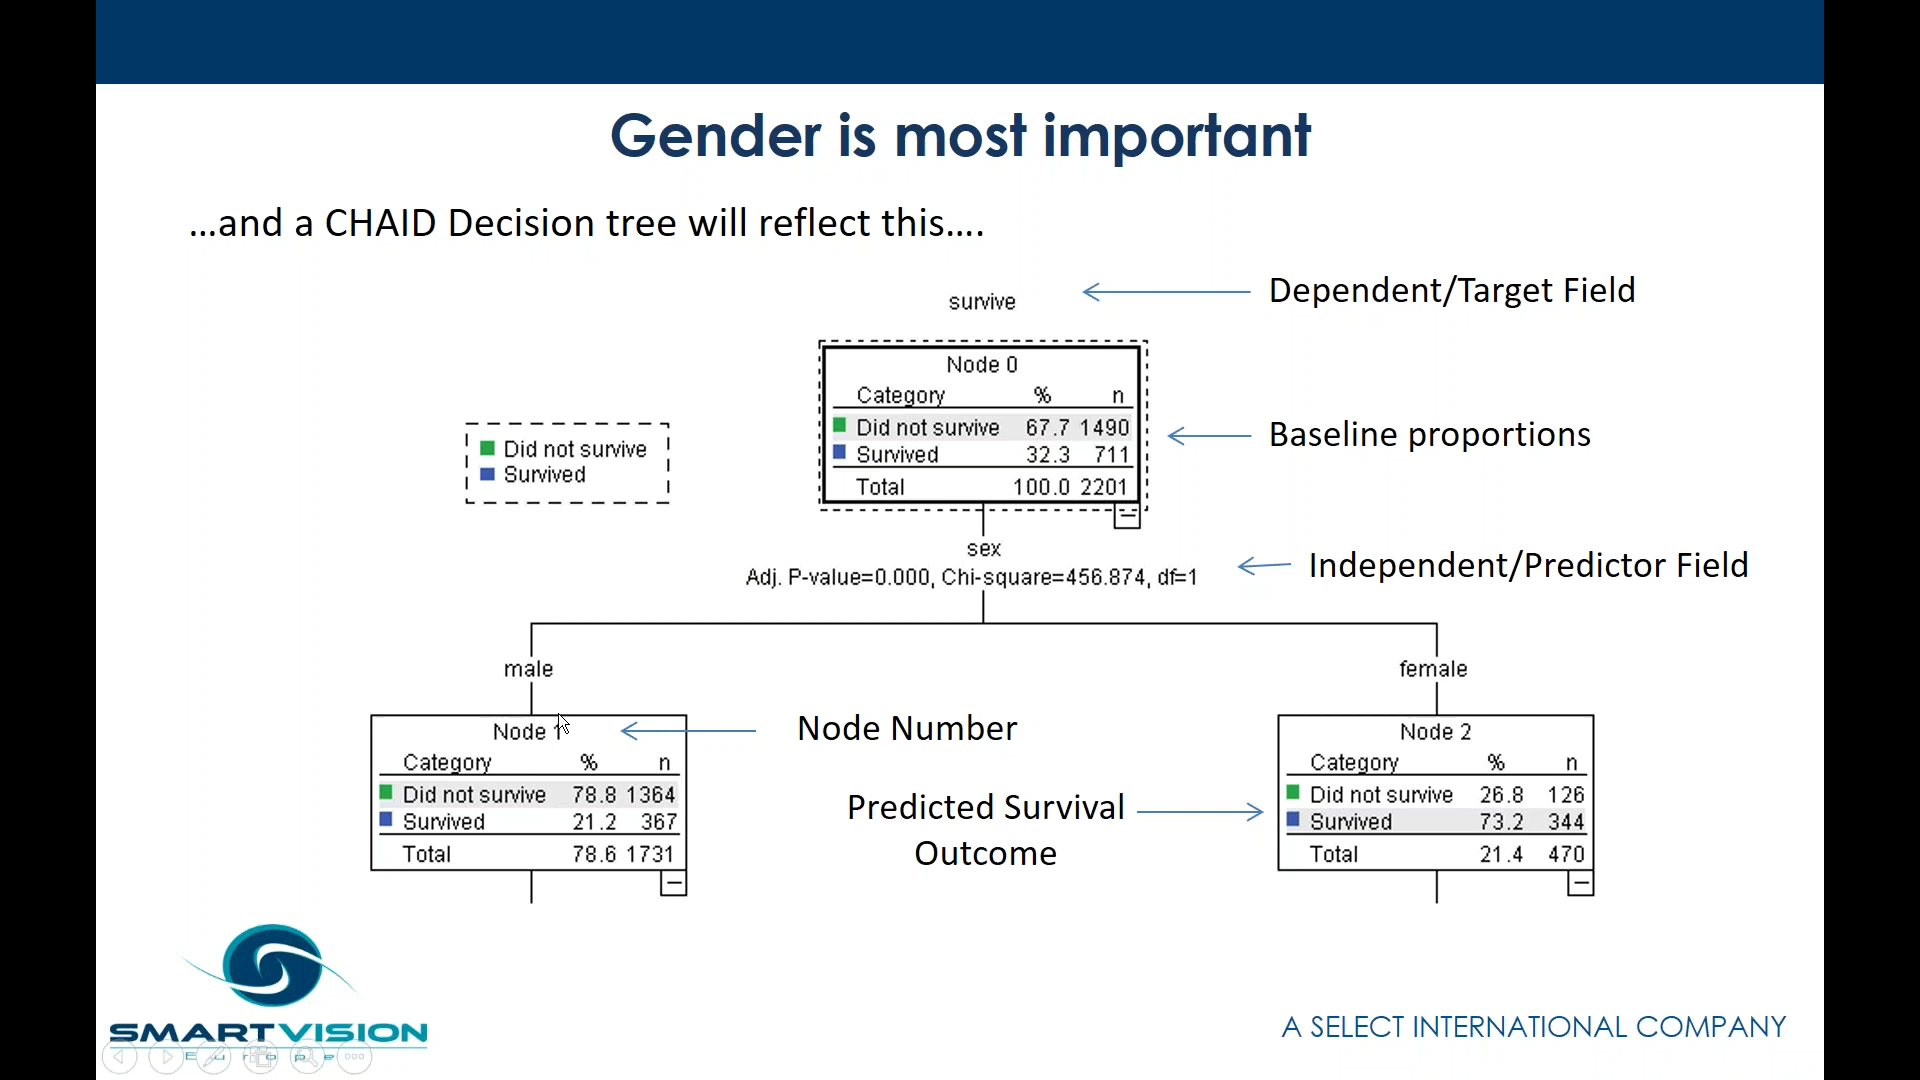 Gender is most important
...and a CHAID Decision tree will reflect this....
survive
Dependent/Target Field
Node 0
Category % n
Did not survive 67.7 1490
Survived 32.3 711
Total 100.0 2201
Baseline proportions
Did not survive
Survived
sex
Adj. P-value=0.000, Chi-square=456.874, df=1
Independent/Predictor Field
male
female
Node 1
Category % n
Did not survive 78.8 1364
Survived 21.2 367
Total 78.6 1731
Node Number
Predicted Survival
Outcome
Node 2
Category % n
Did not survive 26.8 126
Survived 73.2 344
Total 21.4 470
SMARTVISION
Europe
A SELECT INTERNATIONAL COMPANY